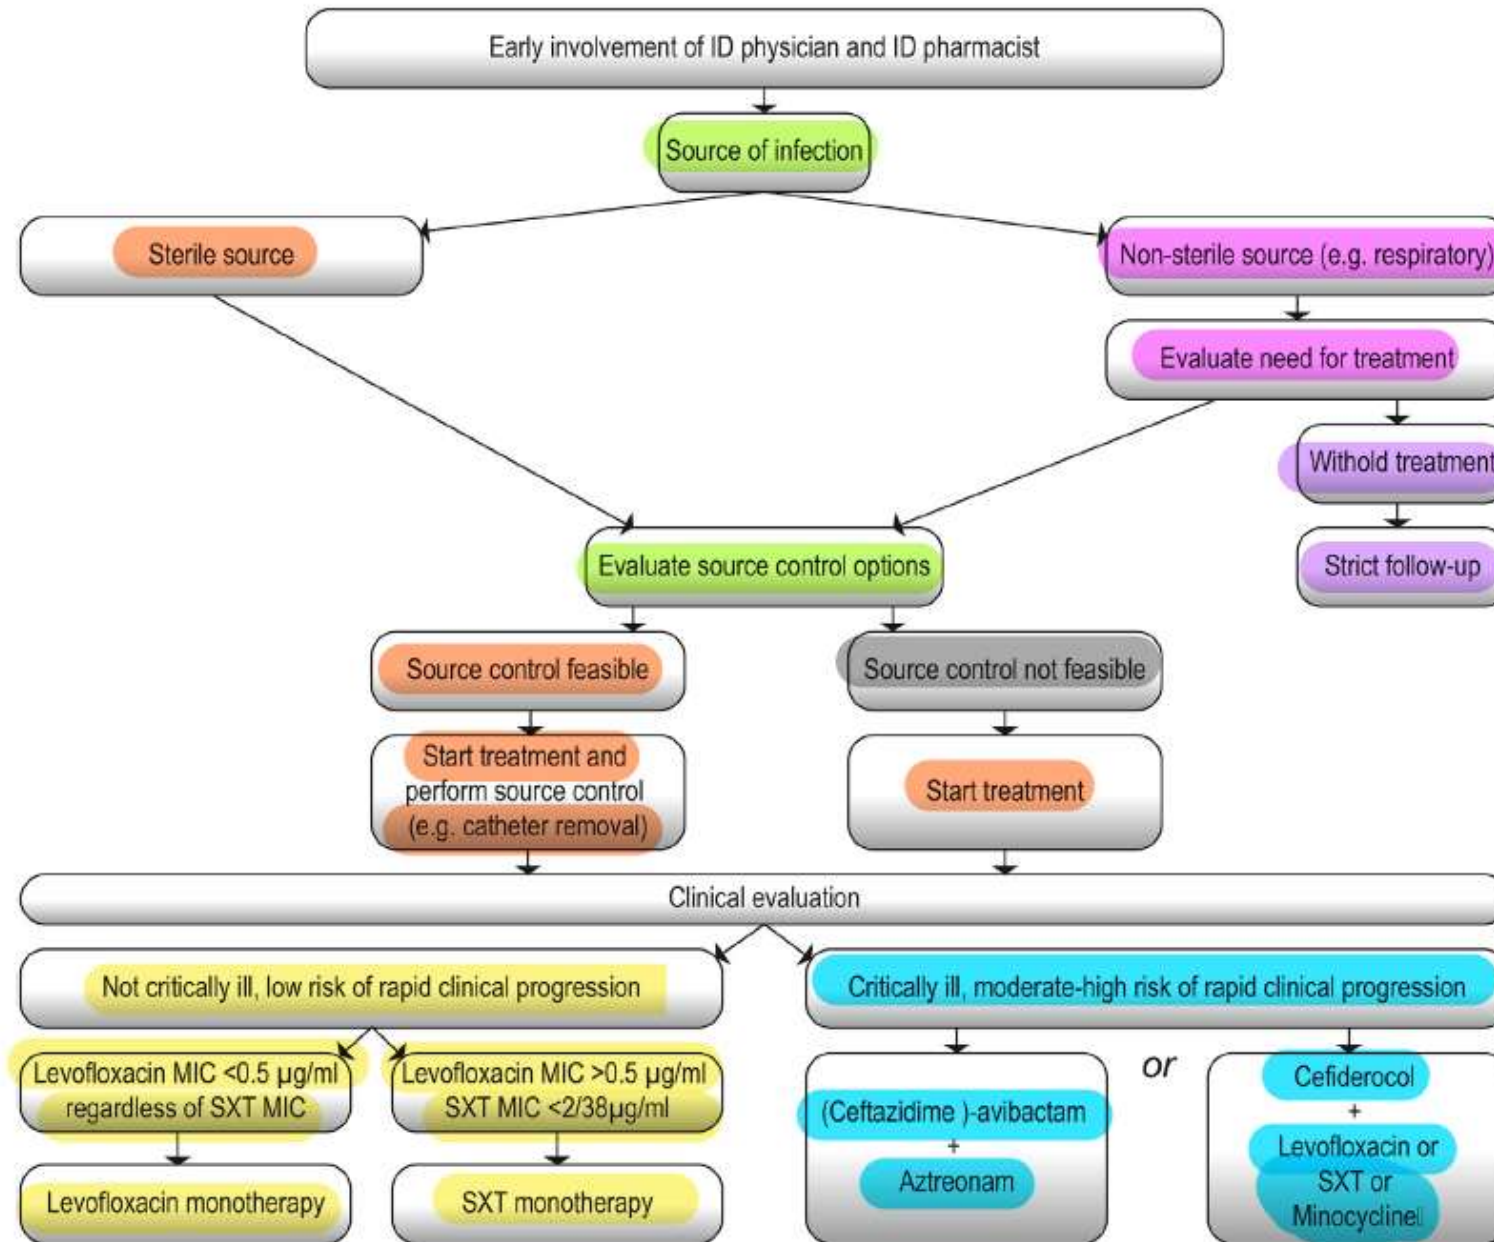 Early involvement of ID physician and ID pharmacist
Source of infection
Sterile source
Non-sterile source (e.g. respiratory)
Evaluate need for treatment
Withold treatment
Strict follow-up
Evaluate source control options
Source control feasible
Source control not feasible
Start treatment and
perform source control
(e.g. catheter removal)
Start treatment
Clinical evaluation
Not critically ill, low risk of rapid clinical progression
Critically ill, moderate-high risk of rapid clinical progression
Levofloxacin MIC <0.5 µg/ml
regardless of SXT MIC
Levofloxacin MIC >0.5 µg/ml
SXT MIC <2/38µg/ml
Levofloxacin monotherapy
SXT monotherapy
(Ceftazidime )-avibactam
+
Aztreonam
or
Cefiderocol
+
Levofloxacin or
SXT or
Minocycline